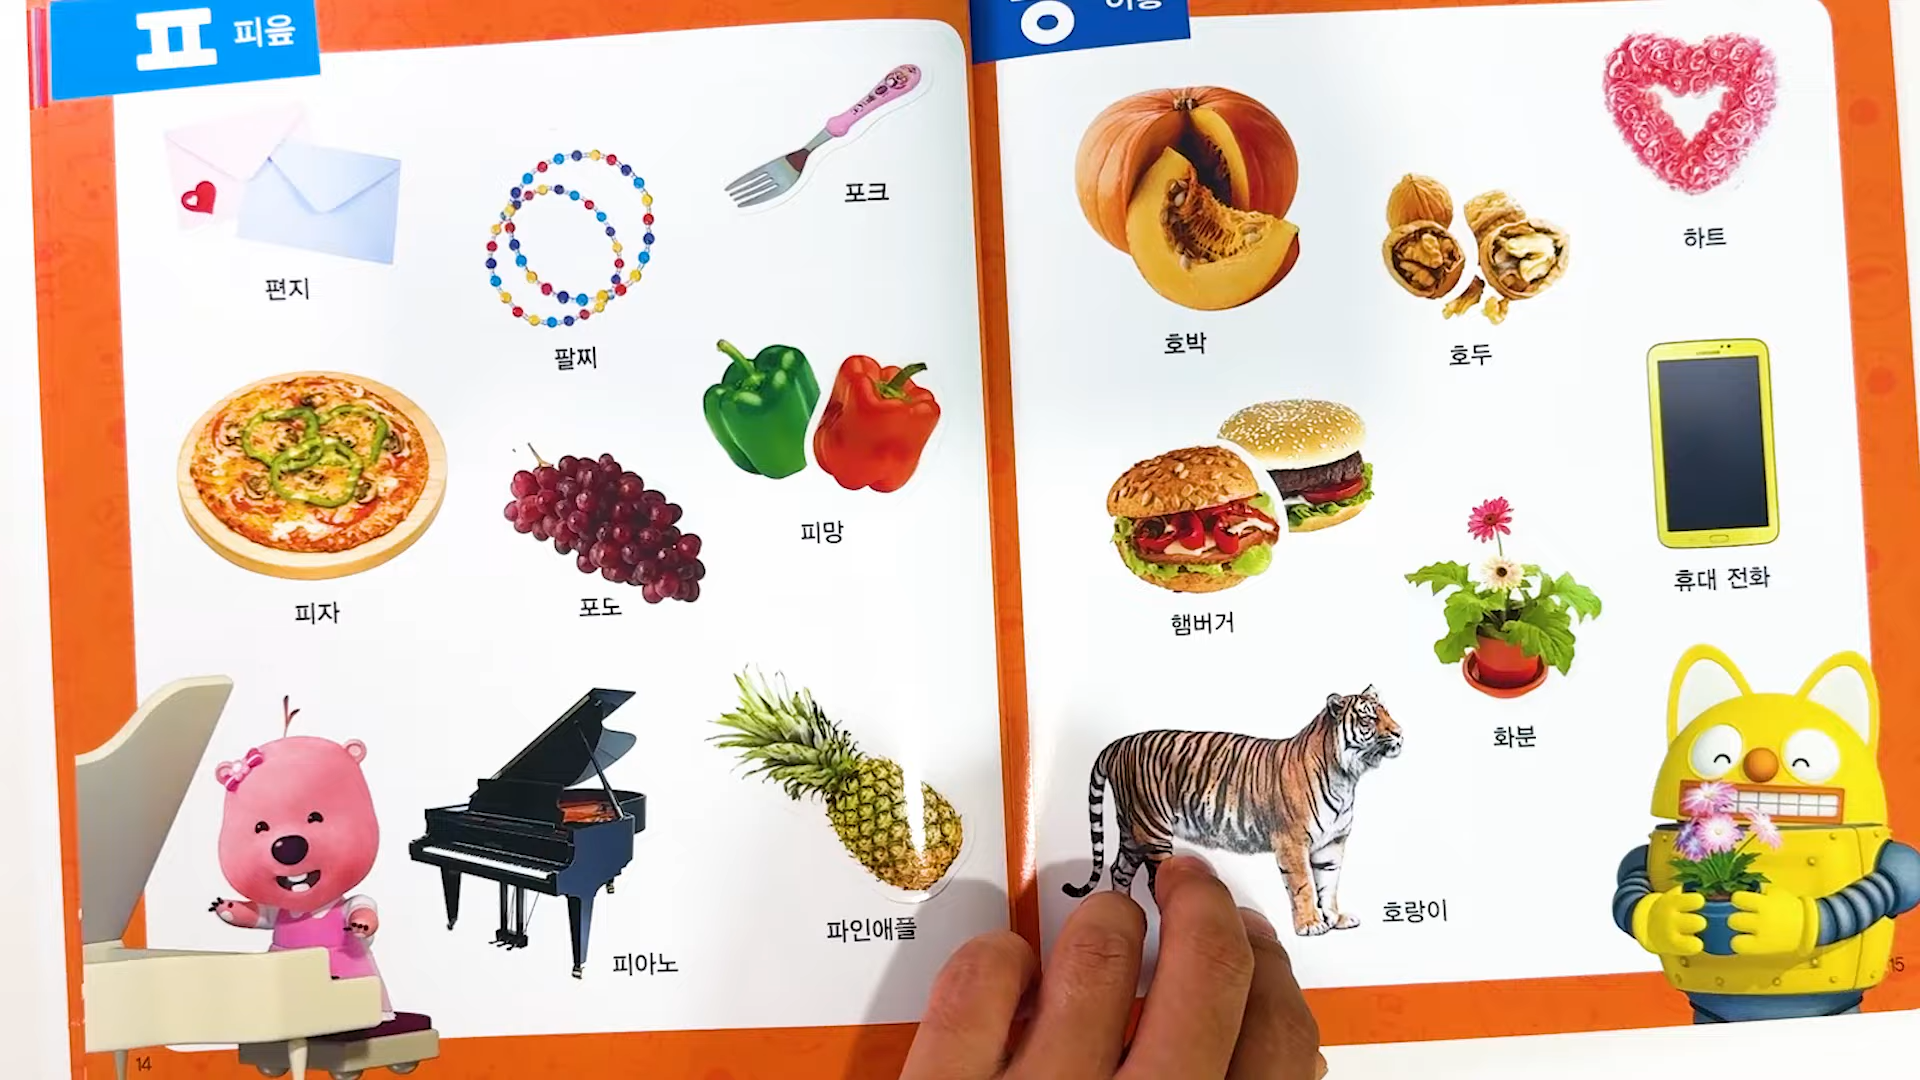 ㅍ 피읖
편지
팔찌
포크
피자
포도
피망
피아노
파인애플
14
호박
호두
하트
햄버거
화분
휴대 전화
호랑이
15